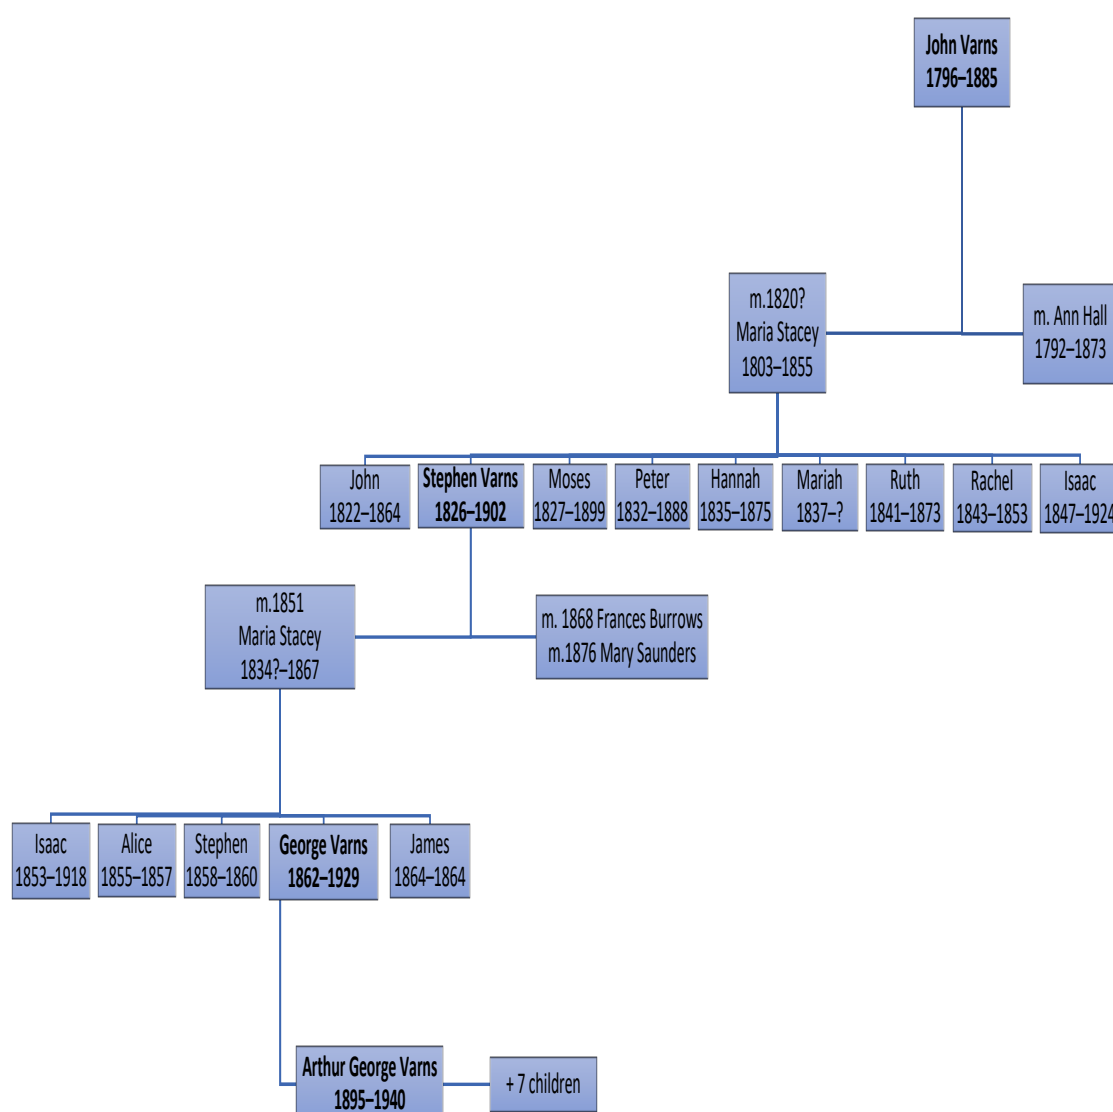 John Varns
1796–1885
m.1820?
Maria Stacey
1803–1855
m. Ann Hall
1792–1873
John
1822–1864
Stephen Varns
1826–1902
Moses
1827–1899
Peter
1832–1888
Hannah
1835–1875
Mariah
1837–?
Ruth
1841–1873
Rachel
1843–1853
Isaac
1847–1924
m.1851
Maria Stacey
1834?–1867
m. 1868 Frances Burrows
m.1876 Mary Saunders
Isaac
1853–1918
Alice
1855–1857
Stephen
1858–1860
George Varns
1862–1929
James
1864–1864
Arthur George Varns
1895–1940
+ 7 children